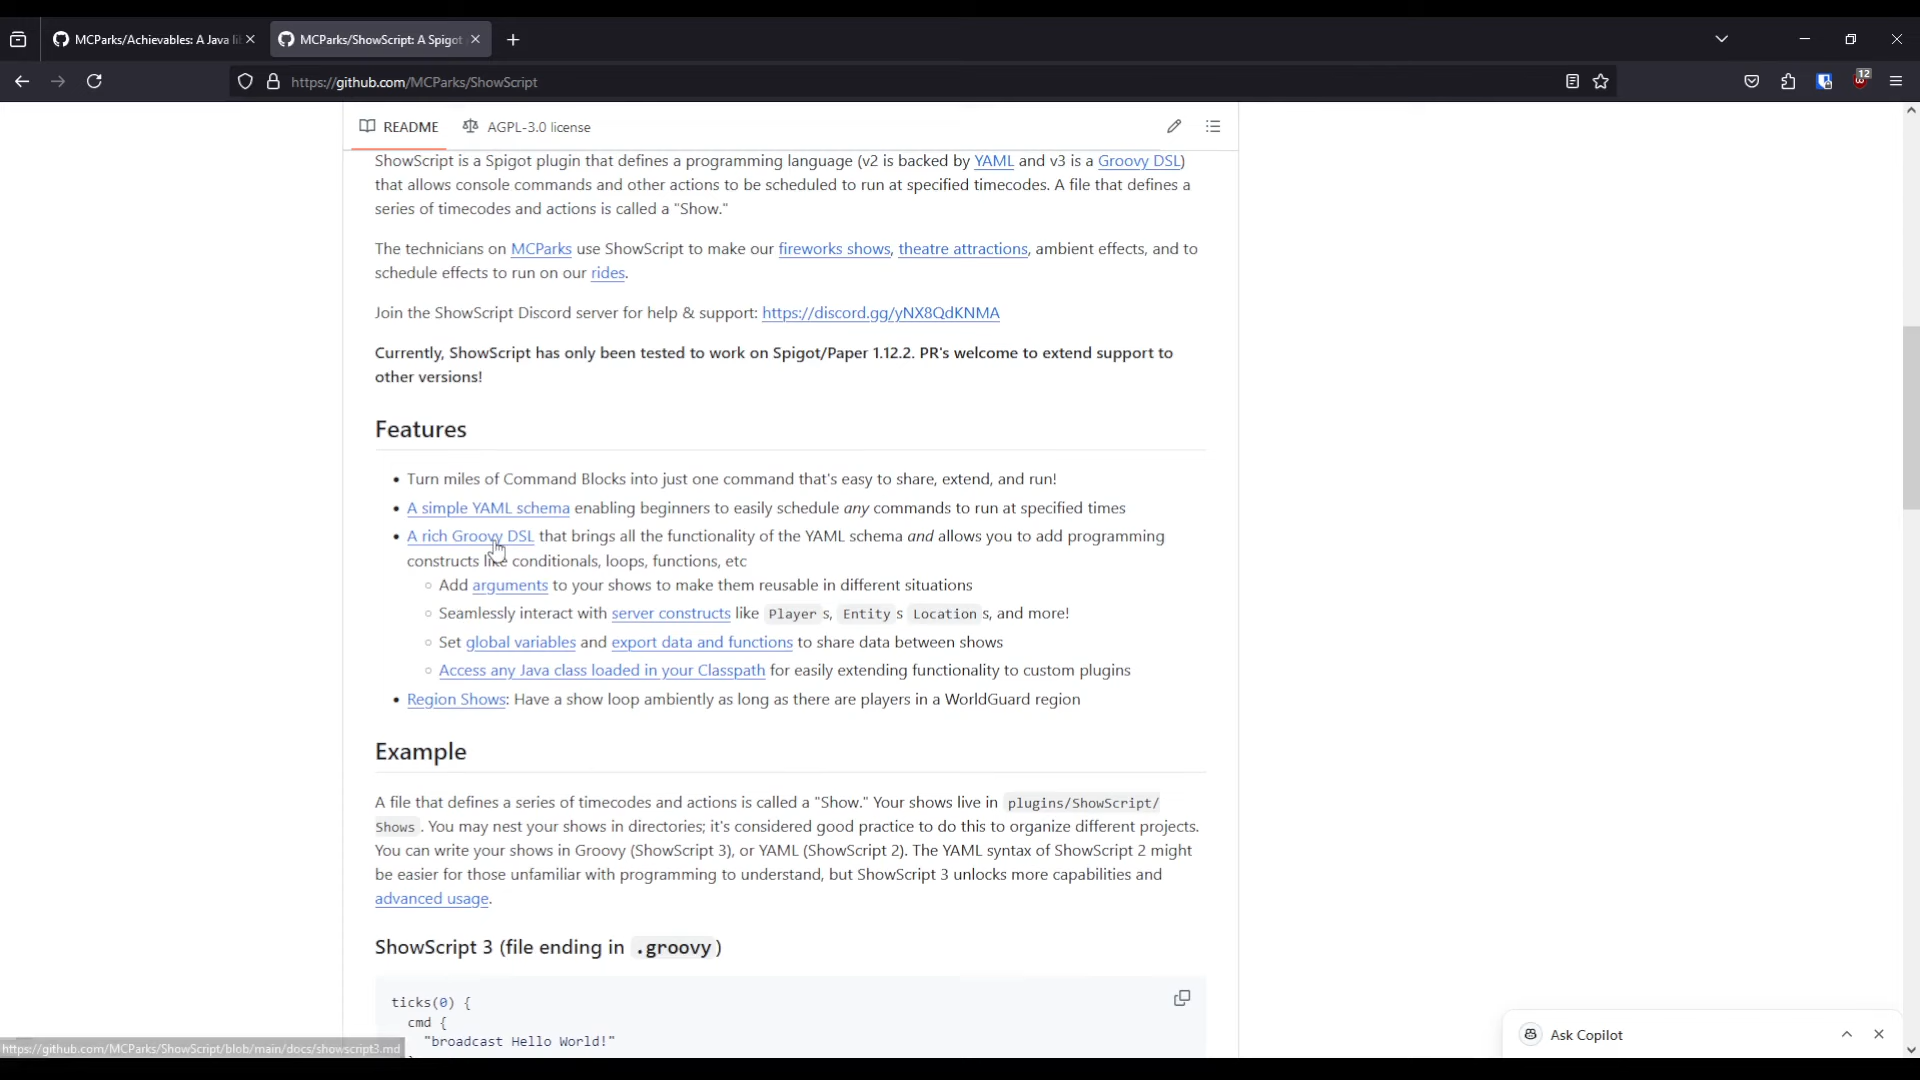 MCParks/Achievables: A Java li
MCParks/ShowScript: A Spigot
https://github.com/MCParks/ShowScript
12
README
AGPL-3.0 license
ShowScript is a Spigot plugin that defines a programming language (v2 is backed by YAML and v3 is a Groovy DSL)
that allows console commands and other actions to be scheduled to run at specified timecodes. A file that defines a
series of timecodes and actions is called a "Show."
The technicians on MCParks use ShowScript to make our fireworks shows, theatre attractions, ambient effects, and to
schedule effects to run on our rides.
Join the ShowScript Discord server for help & support: https://discord.gg/yNX8QdKNMA
Currently, ShowScript has only been tested to work on Spigot/Paper 1.12.2. PR's welcome to extend support to
other versions!
Features
• Turn miles of Command Blocks into just one command that's easy to share, extend, and run!
• A simple YAML schema enabling beginners to easily schedule any commands to run at specified times
• A rich Groovy DSL that brings all the functionality of the YAML schema and allows you to add programming
constructs like conditionals, loops, functions, etc
○ Add arguments to your shows to make them reusable in different situations
○ Seamlessly interact with server constructs like Player s, Entity s Location s, and more!
○ Set global variables and export data and functions to share data between shows
○ Access any Java class loaded in your Classpath for easily extending functionality to custom plugins
• Region Shows: Have a show loop ambiently as long as there are players in a WorldGuard region
Example
A file that defines a series of timecodes and actions is called a "Show." Your shows live in plugins/ShowScript/
Shows . You may nest your shows in directories; it's considered good practice to do this to organize different projects.
You can write your shows in Groovy (ShowScript 3), or YAML (ShowScript 2). The YAML syntax of ShowScript 2 might
be easier for those unfamiliar with programming to understand, but ShowScript 3 unlocks more capabilities and
advanced usage.
ShowScript 3 (file ending in .groovy )
ticks(0) {
cmd {
"broadcast Hello World!"
https://github.com/MCParks/ShowScript/blob/main/docs/showscript3.md
Ask Copilot